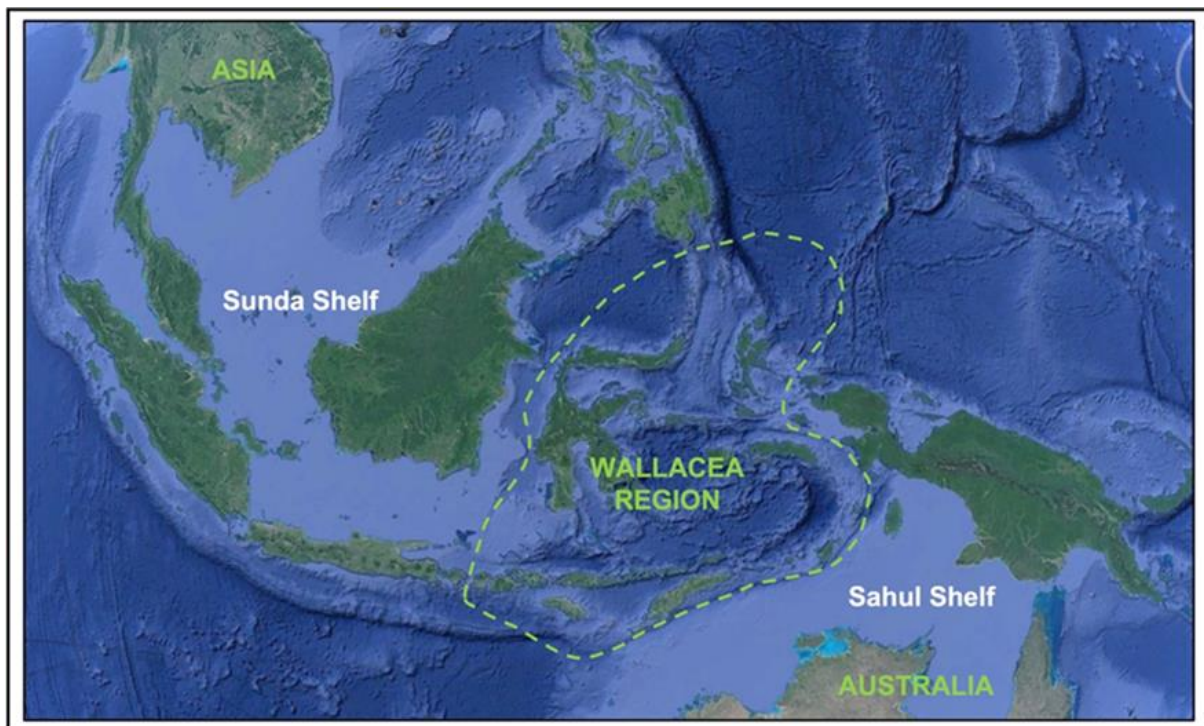 ASIA
Sunda Shelf
WALLACEA
REGION
Sahul Shelf
AUSTRALIA